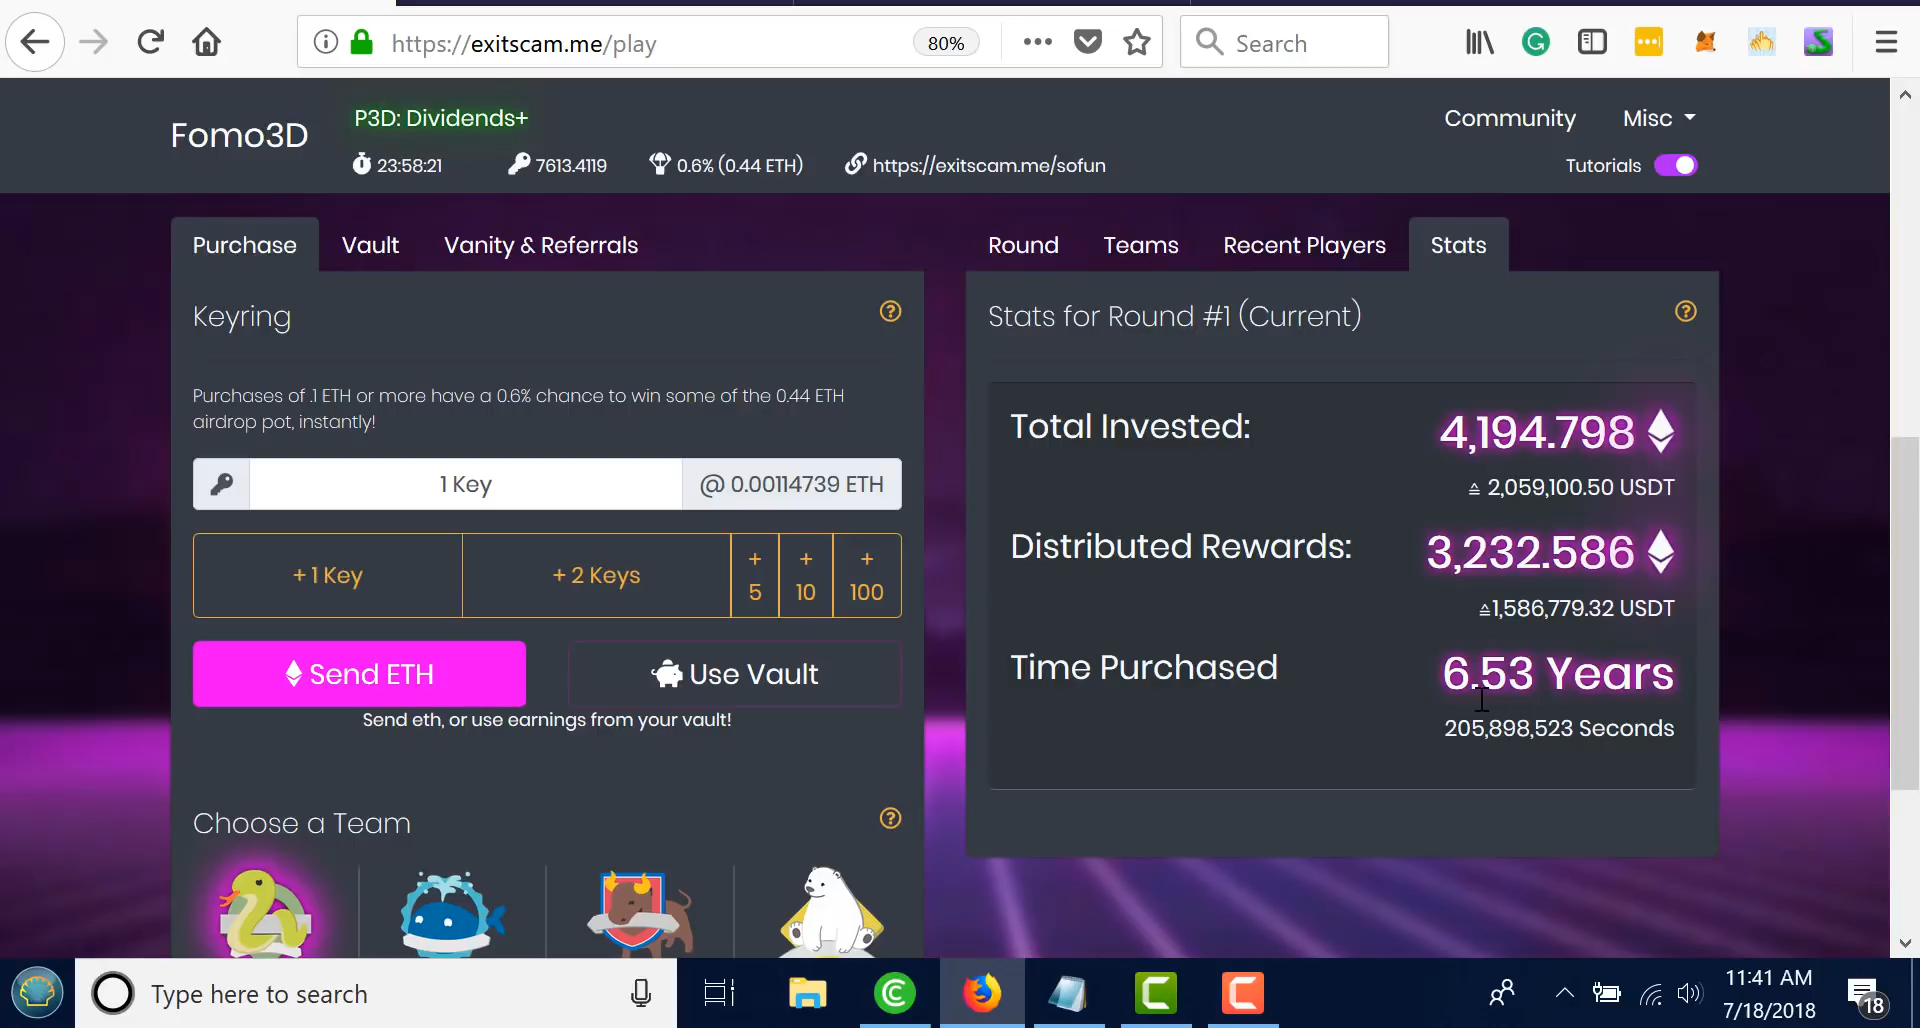 https://exitscam.me/play
80%
Search
Fomo3D
P3D: Dividends+
23:58:21
7613.4119
0.6% (0.44 ETH)
https://exitscam.me/sofun
Community
Misc
Tutorials
Purchase
Vault
Vanity & Referrals
Keyring
Purchases of .1 ETH or more have a 0.6% chance to win some of the 0.44 ETH
airdrop pot, instantly!
1 Key
@ 0.00114739 ETH
+ 1 Key
+ 2 Keys
+
5
+
10
+
100
Send ETH
Use Vault
Send eth, or use earnings from your vault!
Choose a Team
Round
Teams
Recent Players
Stats
Stats for Round #1 (Current)
Total Invested:
4,194.798
≙ 2,059,100.50 USDT
Distributed Rewards:
3,232.586
≙1,586,779.32 USDT
Time Purchased
6.53 Years
205,898,523 Seconds
Type here to search
11:41 AM
7/18/2018
18